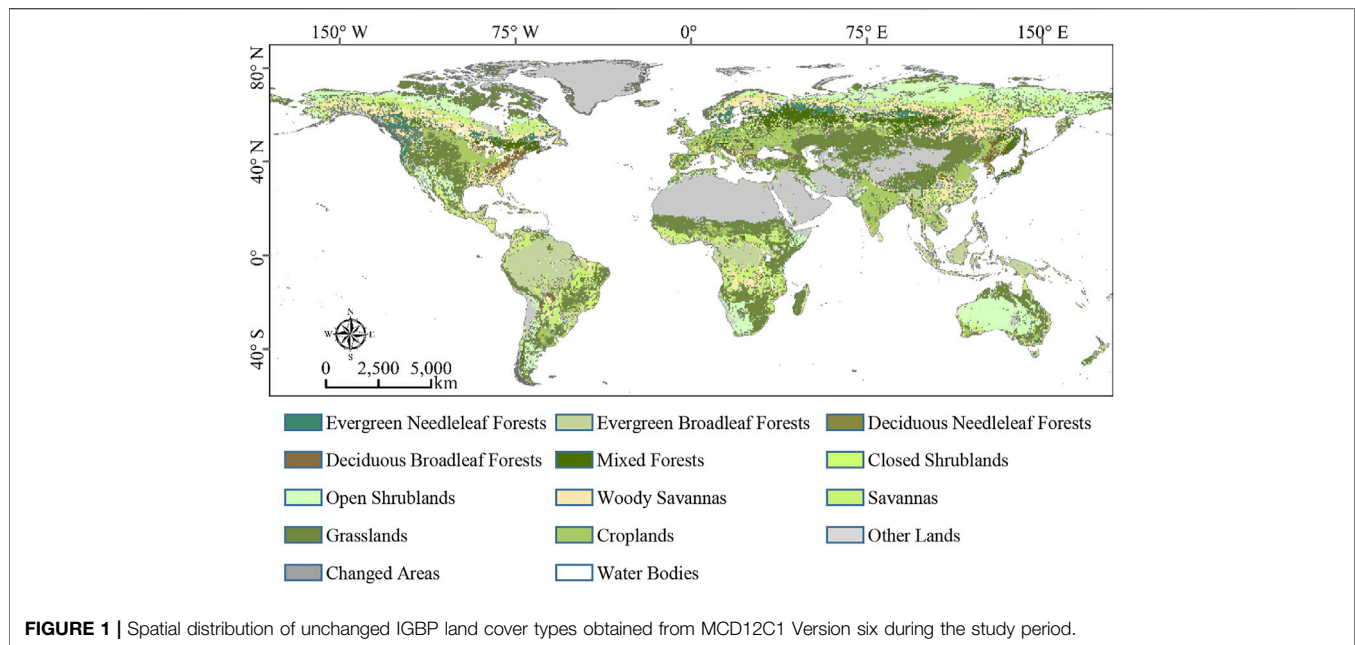 150° W 75° W 0° 75° E 150° E
80° N
40° N
0°
40° S
N
W E
S
0 2,500 5,000
km
Evergreen Needleleaf Forests Evergreen Broadleaf Forests Deciduous Needleleaf Forests
Deciduous Broadleaf Forests Mixed Forests Closed Shrublands
Open Shrublands Woody Savannas Savannas
Grasslands Croplands Other Lands
Changed Areas Water Bodies
FIGURE 1 | Spatial distribution of unchanged IGBP land cover types obtained from MCD12C1 Version six during the study period.